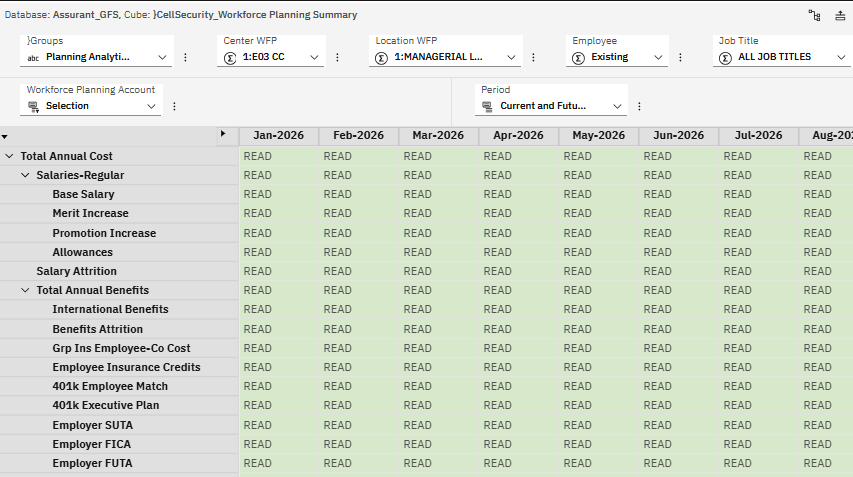 Database: Assurant_GFS, Cube: }CellSecurity_Workforce Planning Summary
}Groups Center WFP Location WFP Employee Job Title
abc Planning Analyti... 1:E03 CC 1:MANAGERIAL L... Existing ALL JOB TITLES
Workforce Planning Account Period
Selection Current and Futu...
Jan-2026 Feb-2026 Mar-2026 Apr-2026 May-2026 Jun-2026 Jul-2026 Aug-202
Total Annual Cost READ READ READ READ READ READ READ READ
Salaries-Regular READ READ READ READ READ READ READ READ
Base Salary READ READ READ READ READ READ READ READ
Merit Increase READ READ READ READ READ READ READ READ
Promotion Increase READ READ READ READ READ READ READ READ
Allowances READ READ READ READ READ READ READ READ
Salary Attrition READ READ READ READ READ READ READ READ
Total Annual Benefits READ READ READ READ READ READ READ READ
International Benefits READ READ READ READ READ READ READ READ
Benefits Attrition READ READ READ READ READ READ READ READ
Grp Ins Employee-Co Cost READ READ READ READ READ READ READ READ
Employee Insurance Credits READ READ READ READ READ READ READ READ
401k Employee Match READ READ READ READ READ READ READ READ
401k Executive Plan READ READ READ READ READ READ READ READ
Employer SUTA READ READ READ READ READ READ READ READ
Employer FICA READ READ READ READ READ READ READ READ
Employer FUTA READ READ READ READ READ READ READ READ